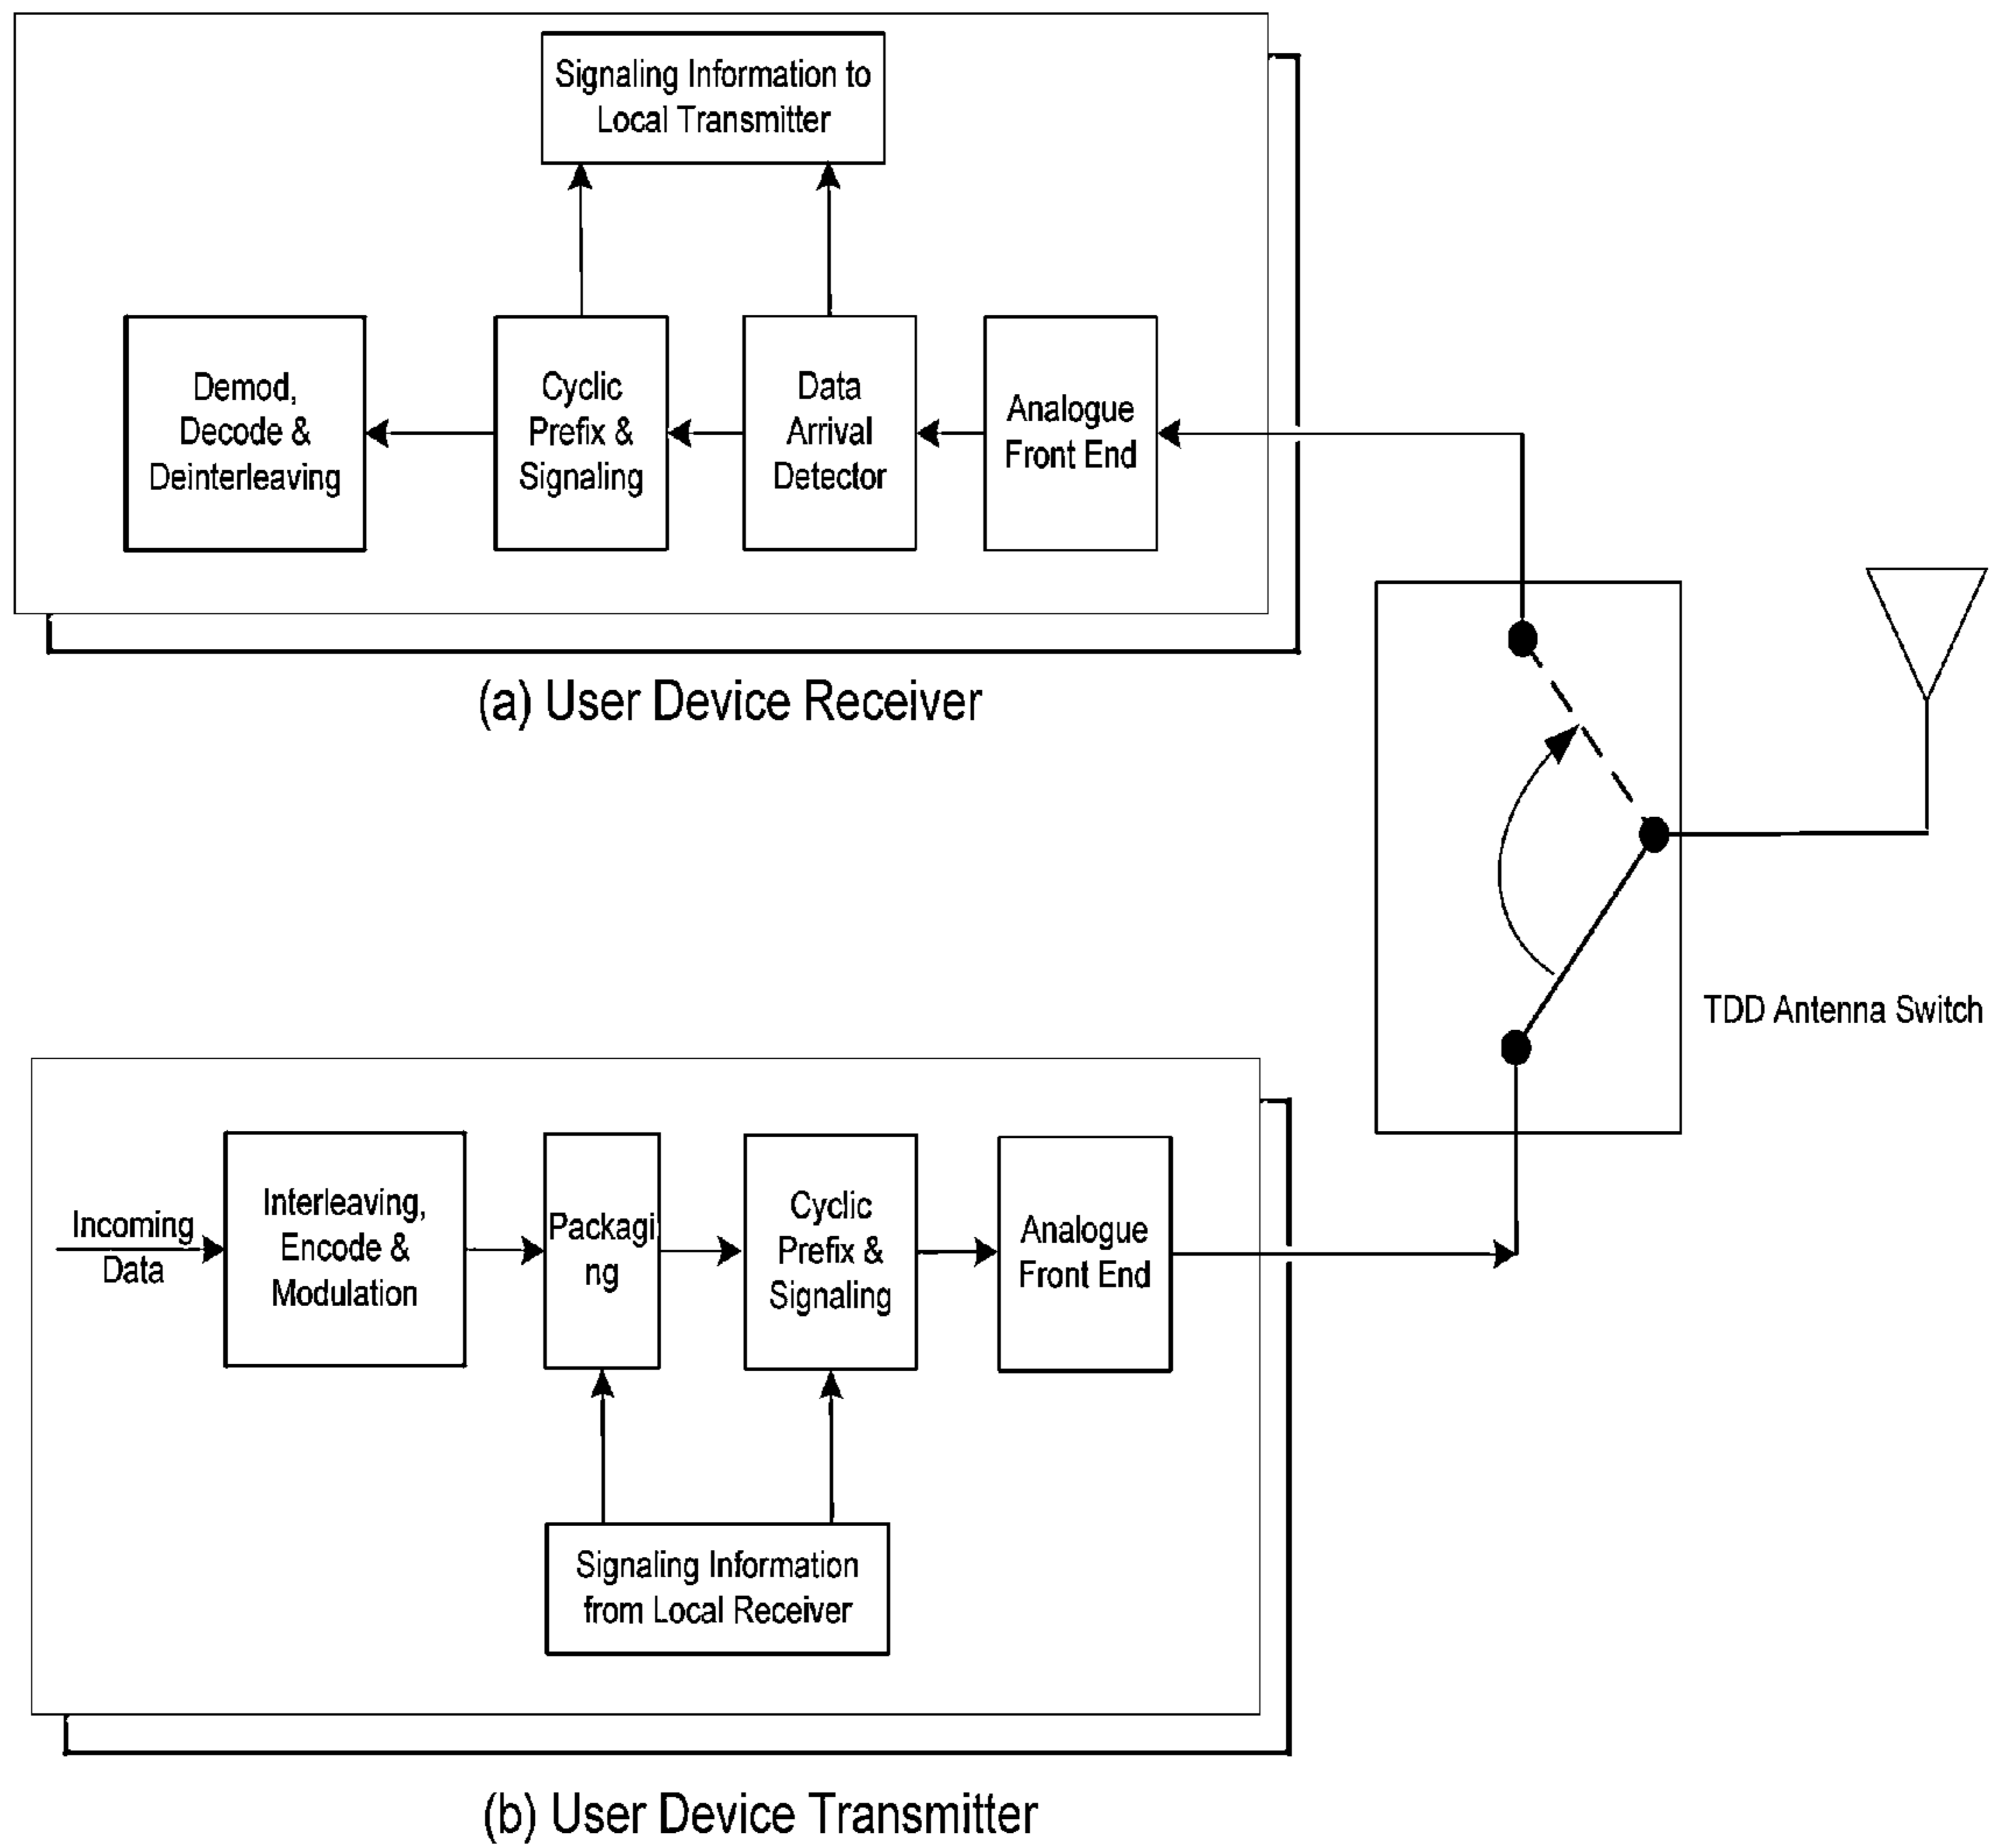 Signaling Information to
Local Transmitter
Demod,
Decode &
Deinterleaving
Cyclic
Prefix &
Signaling
Data
Arrival
Detector
Analogue
Front End
(a) User Device Receiver
TDD Antenna Switch
Incoming
Data
Interleaving,
Encode &
Modulation
Packagi
ng
Cyclic
Prefix &
Signaling
Analogue
Front End
Signaling Information
from Local Receiver
(b) User Device Transmitter